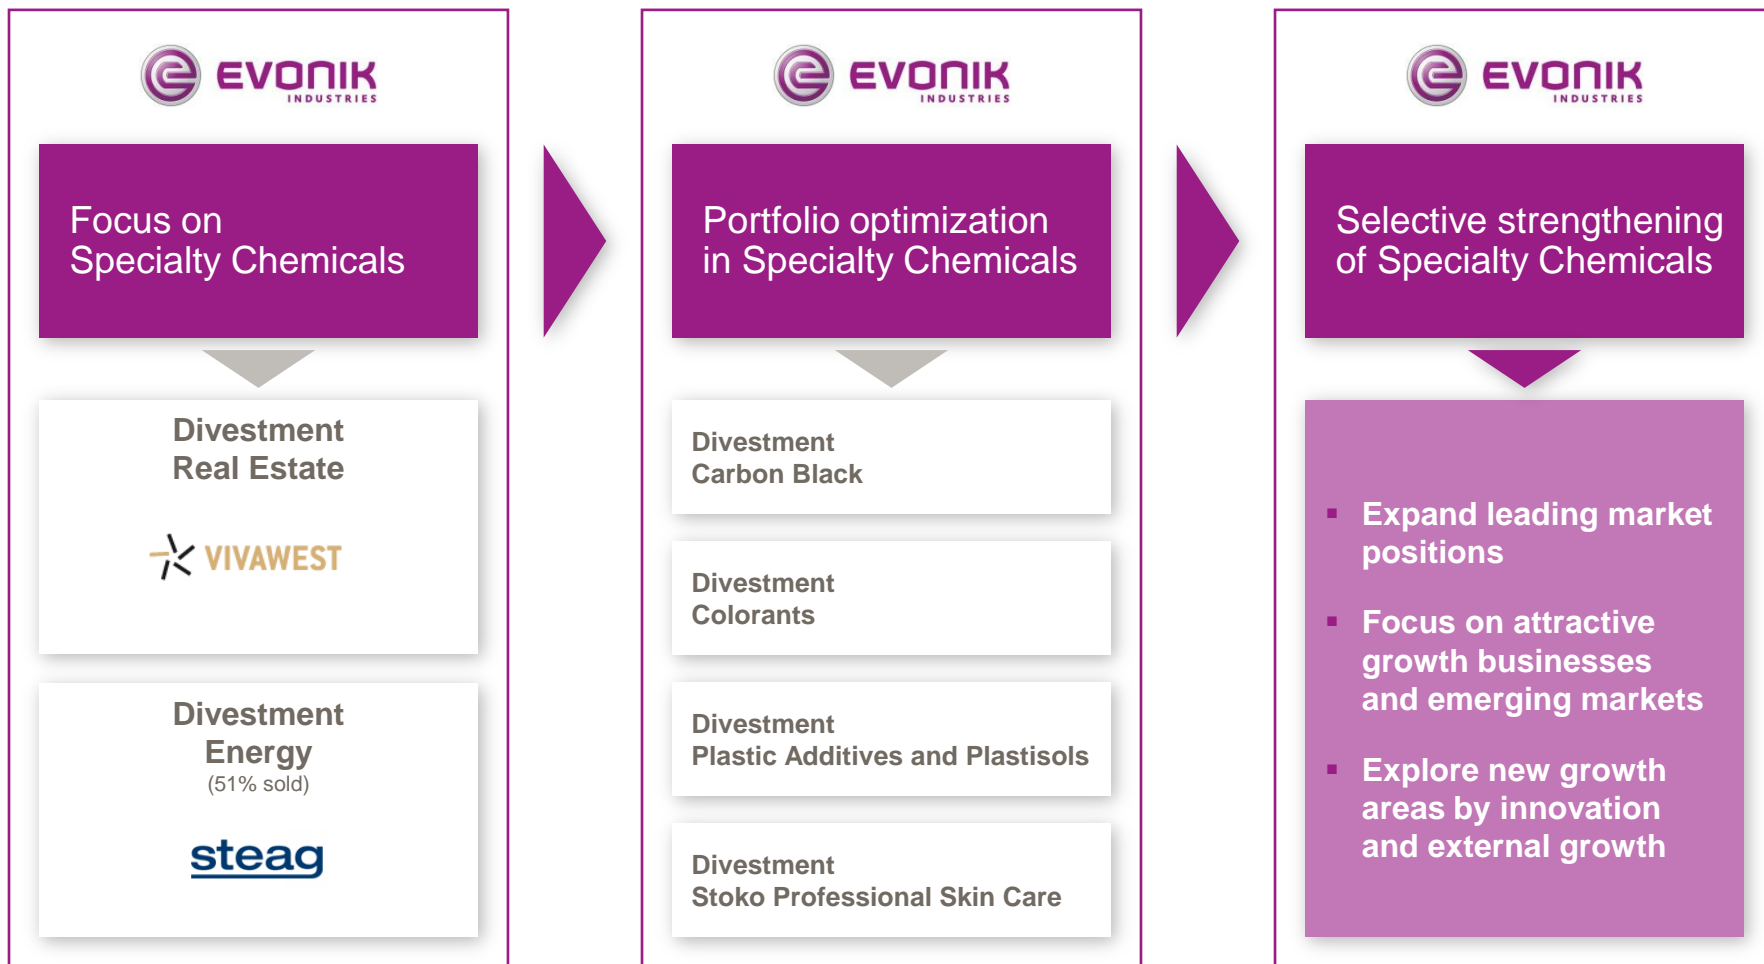 EVONIK
INDUSTRIES
Focus on
Specialty Chemicals
Divestment
Real Estate
VIVAWEST
Divestment
Energy
(51% sold)
steag
EVONIK
INDUSTRIES
Portfolio optimization
in Specialty Chemicals
Divestment
Carbon Black
Divestment
Colorants
Divestment
Plastic Additives and Plastisols
Divestment
Stoko Professional Skin Care
EVONIK
INDUSTRIES
Selective strengthening
of Specialty Chemicals
▪ Expand leading market
positions
▪ Focus on attractive
growth businesses
and emerging markets
▪ Explore new growth
areas by innovation
and external growth